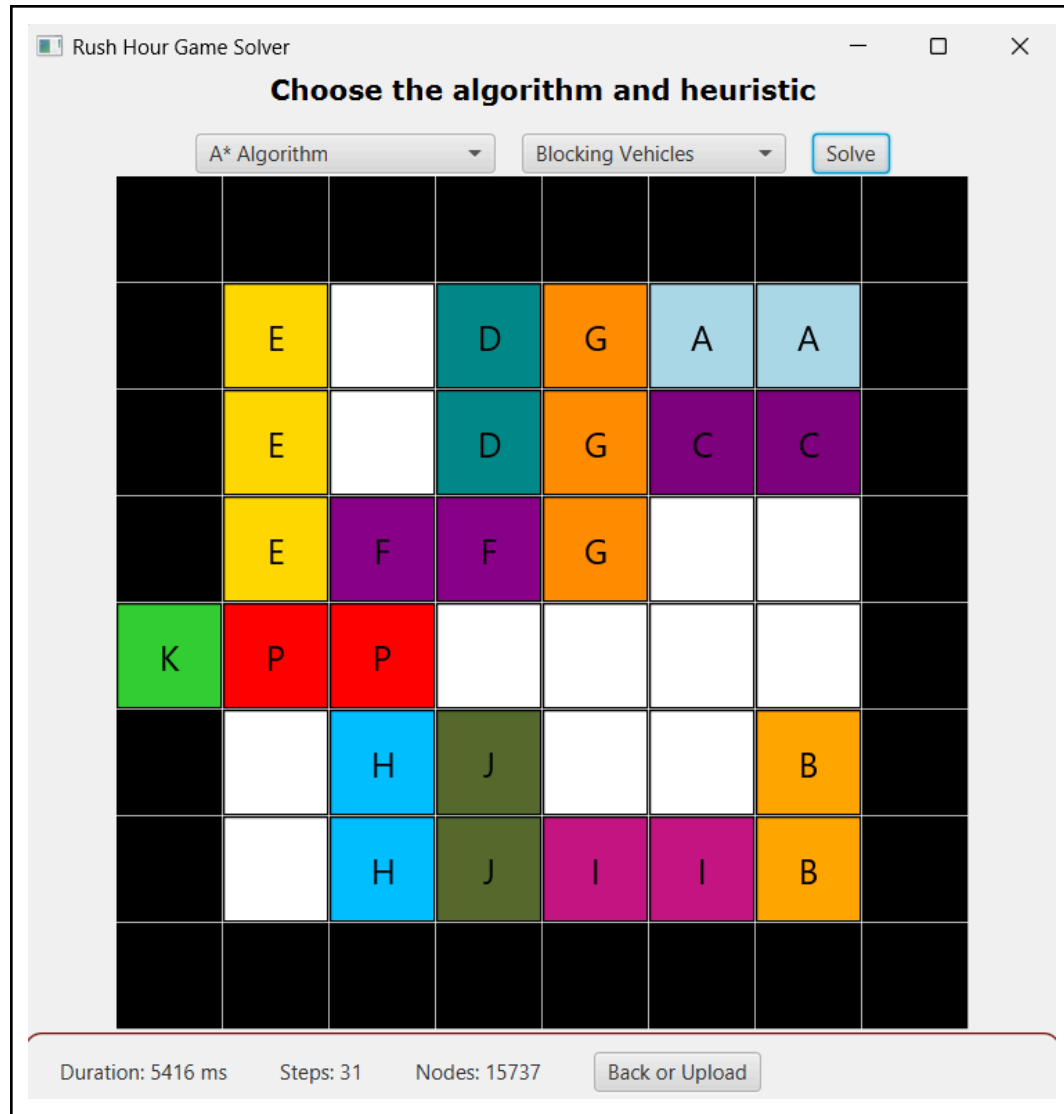 Rush Hour Game Solver
Choose the algorithm and heuristic
A* Algorithm Blocking Vehicles Solve
E D G A A
E D G C C
E F F G
K P P
H J B
H J I I B
Duration: 5416 ms Steps: 31 Nodes: 15737 Back or Upload